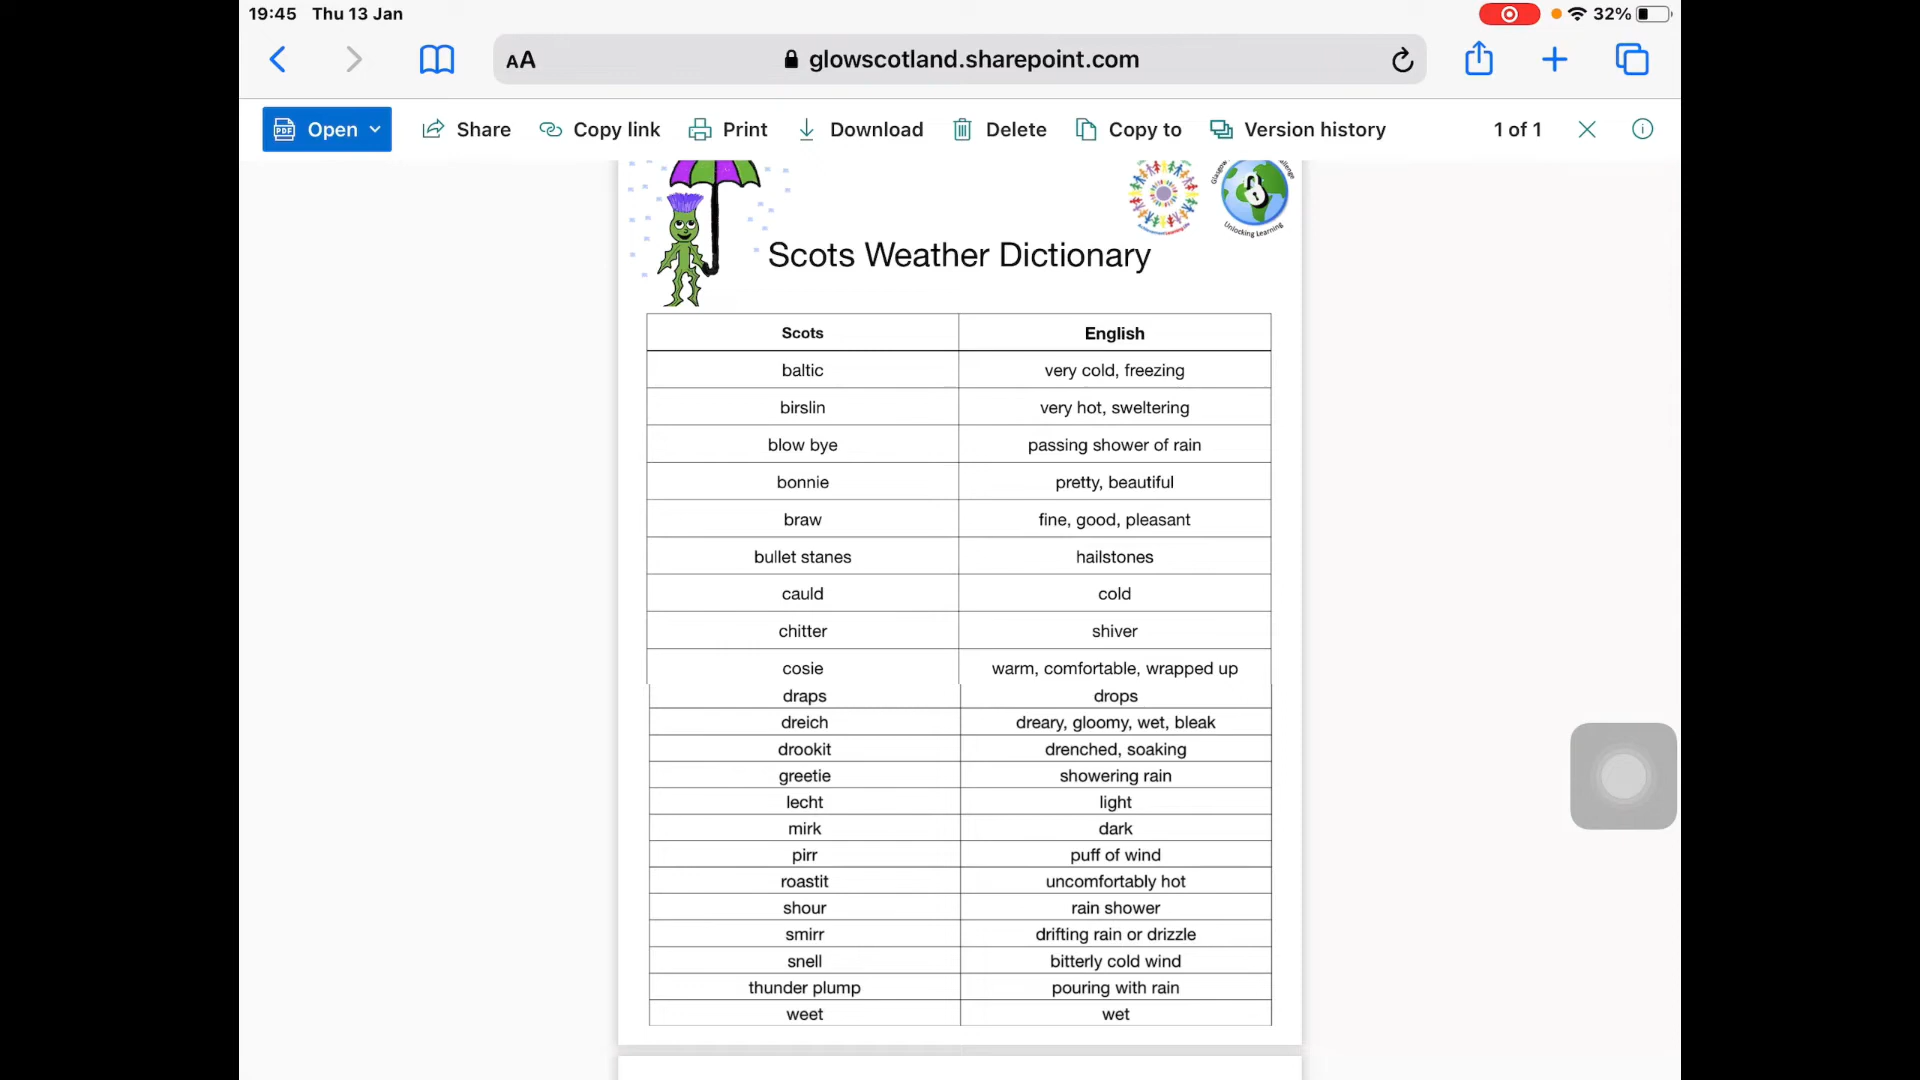 19:45 Thu 13 Jan 32%
AA glowscotland.sharepoint.com
PDF Open Share Copy link Print Download Delete Copy to Version history 1 of 1
Unlocking Learning
Scots Weather Dictionary
Scots English
baltic very cold, freezing
birslin very hot, sweltering
blow bye passing shower of rain
bonnie pretty, beautiful
braw fine, good, pleasant
bullet stanes hailstones
cauld cold
chitter shiver
cosie warm, comfortable, wrapped up
draps drops
dreich dreary, gloomy, wet, bleak
drookit drenched, soaking
greetie showering rain
lecht light
mirk dark
pirr puff of wind
roastit uncomfortably hot
shour rain shower
smirr drifting rain or drizzle
snell bitterly cold wind
thunder plump pouring with rain
weet wet